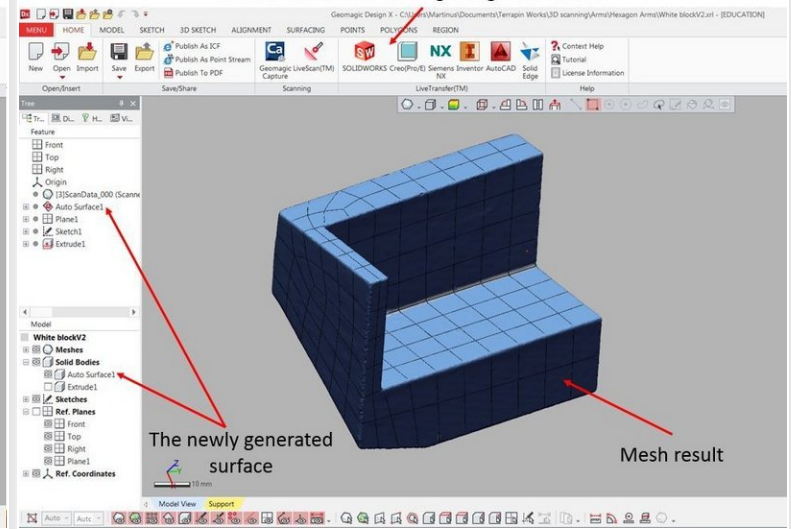 Geomagic Design X - C:\Users\Martinus\Documents\Terrapin Works\3D scanning\Arms\Hexagon Arms\White blockV2.xrl - [EDUCATION]
MENU HOME MODEL SKETCH 3D SKETCH ALIGNMENT SURFACING POINTS POLYGONS REGION
New Open Import Save Export
Publish As ICF
Publish As Point Stream
Publish To PDF
Geomagic Capture LiveScan(TM)
SOLIDWORKS Creo(Pro/E) Siemens NX Inventor AutoCAD Solid Edge
Context Help
Tutorial
License Information
Open/Insert Save/Share Scanning LiveTransfer(TM) Help
Tree
Tr... Di... H... Vi...
Feature
Front
Top
Right
Origin
[3]ScanData_000 (Scanne
Auto Surface1
Plane1
Sketch1
Extrude1
Model
White blockV2
Meshes
Solid Bodies
Auto Surface1
Extrude1
Sketches
Ref. Planes
Front
Top
Right
Plane1
Ref. Coordinates
The newly generated
surface
Mesh result
10 mm
Model View Support
Auto Auto